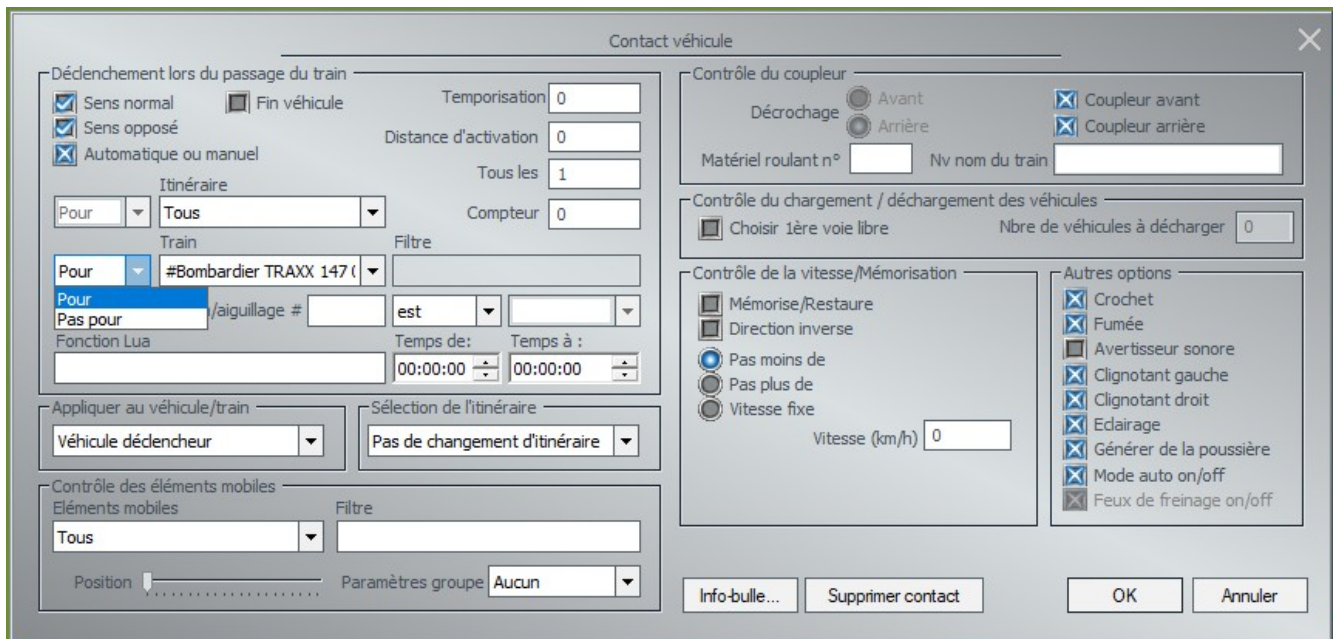 Contact véhicule
Déclenchement lors du passage du train
Sens normal
Fin véhicule
Temporisation 0
Sens opposé
Distance d'activation 0
Automatique ou manuel
Tous les 1
Itinéraire
Pour Tous
Compteur 0
Train Filtre
Pour #Bombardier TRAXX 147 (
Pour
Pas pour
/aiguillage # est
Fonction Lua Temps de: Temps à :
00:00:00 00:00:00
Appliquer au véhicule/train
Véhicule déclencheur
Sélection de l'itinéraire
Pas de changement d'itinéraire
Contrôle des éléments mobiles
Eléments mobiles Filtre
Tous
Position Paramètres groupe Aucun
Contrôle du coupleur
Décrochage Avant
Arrière
Coupleur avant
Coupleur arrière
Matériel roulant n° Nv nom du train
Contrôle du chargement / déchargement des véhicules
Choisir 1ère voie libre Nbre de véhicules à décharger 0
Contrôle de la vitesse/Mémorisation
Mémorise/Restaure
Direction inverse
Pas moins de
Pas plus de
Vitesse fixe
Vitesse (km/h) 0
Autres options
Crochet
Fumée
Avertisseur sonore
Clignotant gauche
Clignotant droit
Eclairage
Générer de la poussière
Mode auto on/off
Feux de freinage on/off
Info-bulle... Supprimer contact OK Annuler